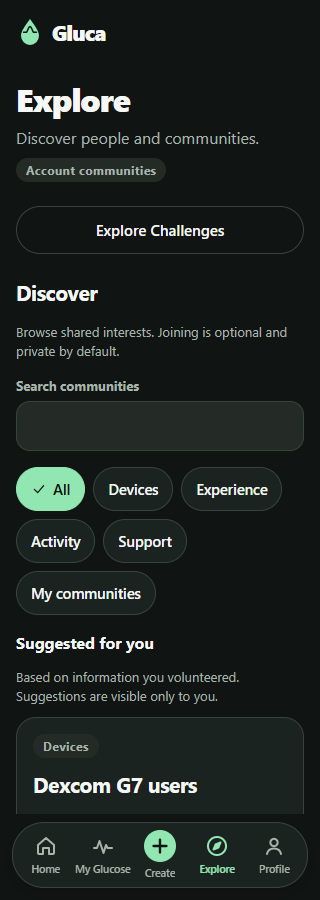 Gluca
Explore
Discover people and communities.
Account communities
Explore Challenges
Discover
Browse shared interests. Joining is optional and
private by default.
Search communities
All
Devices
Experience
Activity
Support
My communities
Suggested for you
Based on information you volunteered.
Suggestions are visible only to you.
Devices
Dexcom G7 users
Home
My Glucose
Create
Explore
Profile